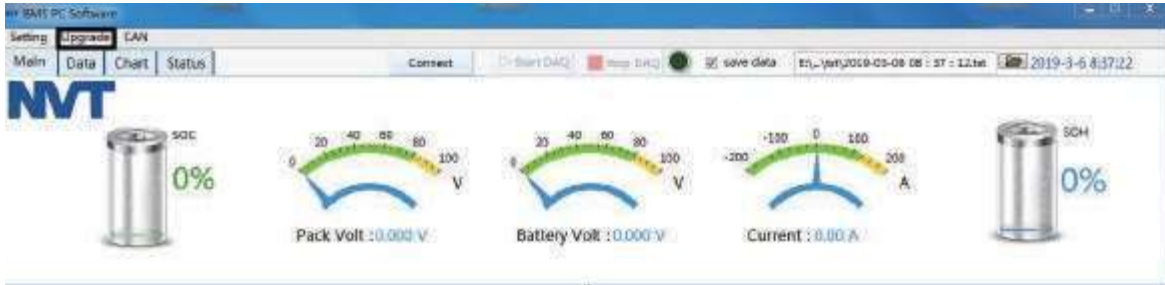 BMS PC Software
Setting Upgrade CAN
Main Data Chart Status Connect Start DAQ Stop DAQ save data 2019-3-6 8:37:22
NVT
SOC
0%
0 20 40 60 80 100
V
Pack Volt :0.000 V
0 20 40 60 80 100
V
Battery Volt :0.000 V
-200 -100 0 100 200
A
Current : 0.00 A
SOH
0%